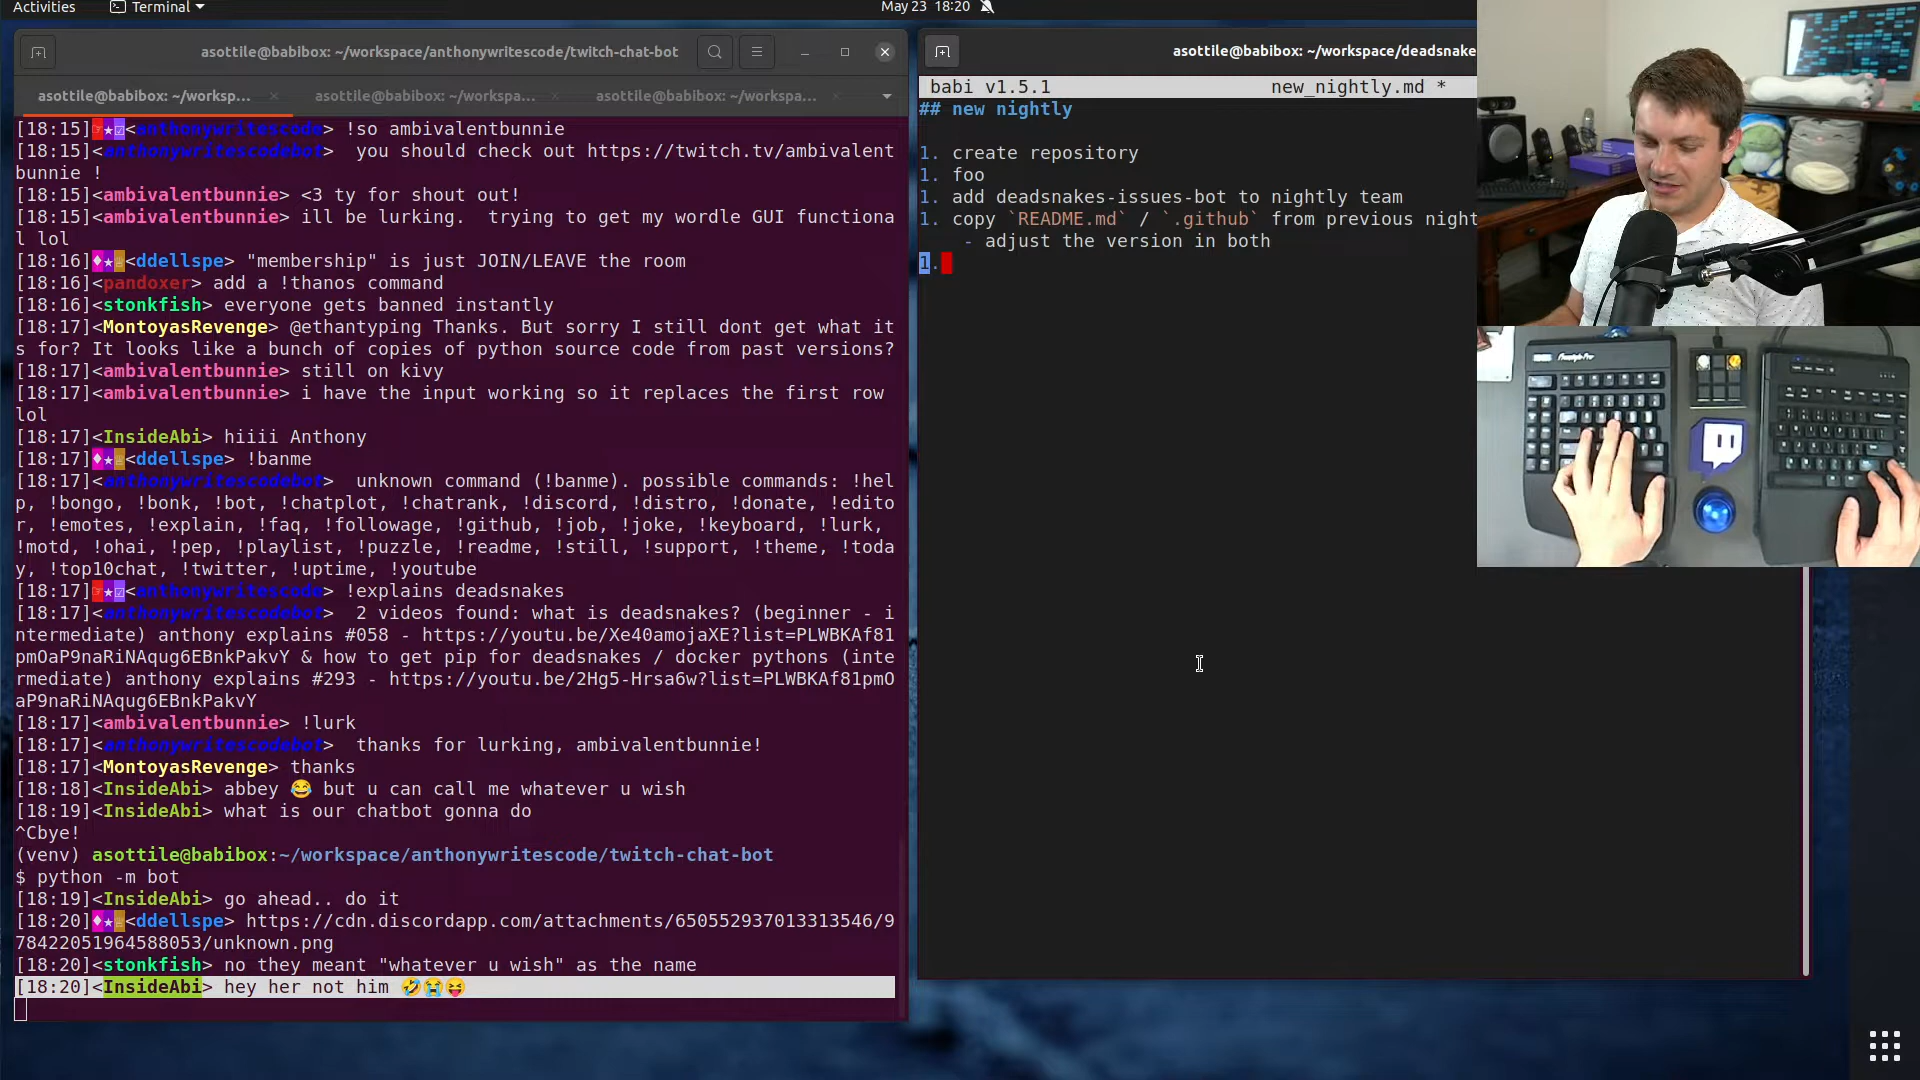 Activities
Terminal
May 23 18:20
asottile@babibox: ~/workspace/anthonywritescode/twitch-chat-bot
asottile@babibox: ~/worksp...
asottile@babibox: ~/workspa...
asottile@babibox: ~/workspa...
[18:15]<anthonywritescode> !so ambivalentbunnie
[18:15]<anthonywritescodebot> you should check out https://twitch.tv/ambivalent
bunnie !
[18:15]<ambivalentbunnie> <3 ty for shout out!
[18:15]<ambivalentbunnie> ill be lurking. trying to get my wordle GUI functiona
l lol
[18:16]<ddellspe> "membership" is just JOIN/LEAVE the room
[18:16]<pandoxer> add a !thanos command
[18:16]<stonkfish> everyone gets banned instantly
[18:17]<MontoyasRevenge> @ethantyping Thanks. But sorry I still dont get what it
s for? It looks like a bunch of copies of python source code from past versions?
[18:17]<ambivalentbunnie> still on kivy
[18:17]<ambivalentbunnie> i have the input working so it replaces the first row
lol
[18:17]<InsideAbi> hiiii Anthony
[18:17]<ddellspe> !banme
[18:17]<anthonywritescodebot> unknown command (!banme). possible commands: !hel
p, !bongo, !bonk, !bot, !chatplot, !chatrank, !discord, !distro, !donate, !edito
r, !emotes, !explain, !faq, !followage, !github, !job, !joke, !keyboard, !lurk,
!motd, !ohai, !pep, !playlist, !puzzle, !readme, !still, !support, !theme, !toda
y, !top10chat, !twitter, !uptime, !youtube
[18:17]<anthonywritescode> !explains deadsnakes
[18:17]<anthonywritescodebot> 2 videos found: what is deadsnakes? (beginner - i
ntermediate) anthony explains #058 - https://youtu.be/Xe40amojaXE?list=PLWBKAf81
pmOaP9naRiNAqug6EBnkPakvY & how to get pip for deadsnakes / docker pythons (inte
rmediate) anthony explains #293 - https://youtu.be/2Hg5-Hrsa6w?list=PLWBKAf81pmO
aP9naRiNAqug6EBnkPakvY
[18:17]<ambivalentbunnie> !lurk
[18:17]<anthonywritescodebot> thanks for lurking, ambivalentbunnie!
[18:17]<MontoyasRevenge> thanks
[18:18]<InsideAbi> abbey 😂 but u can call me whatever u wish
[18:19]<InsideAbi> what is our chatbot gonna do
^Cbye!
(venv) asottile@babibox:~/workspace/anthonywritescode/twitch-chat-bot
$ python -m bot
[18:19]<InsideAbi> go ahead.. do it
[18:20]<ddellspe> https://cdn.discordapp.com/attachments/650552937013313546/9
78422051964588053/unknown.png
[18:20]<stonkfish> no they meant "whatever u wish" as the name
[18:20]<InsideAbi> hey her not him 🤣😭😝
asottile@babibox: ~/workspace/deadsnake
babi v1.5.1 new_nightly.md *
## new nightly
1. create repository
1. foo
1. add deadsnakes-issues-bot to nightly team
1. copy `README.md` / `.github` from previous night
- adjust the version in both
1.